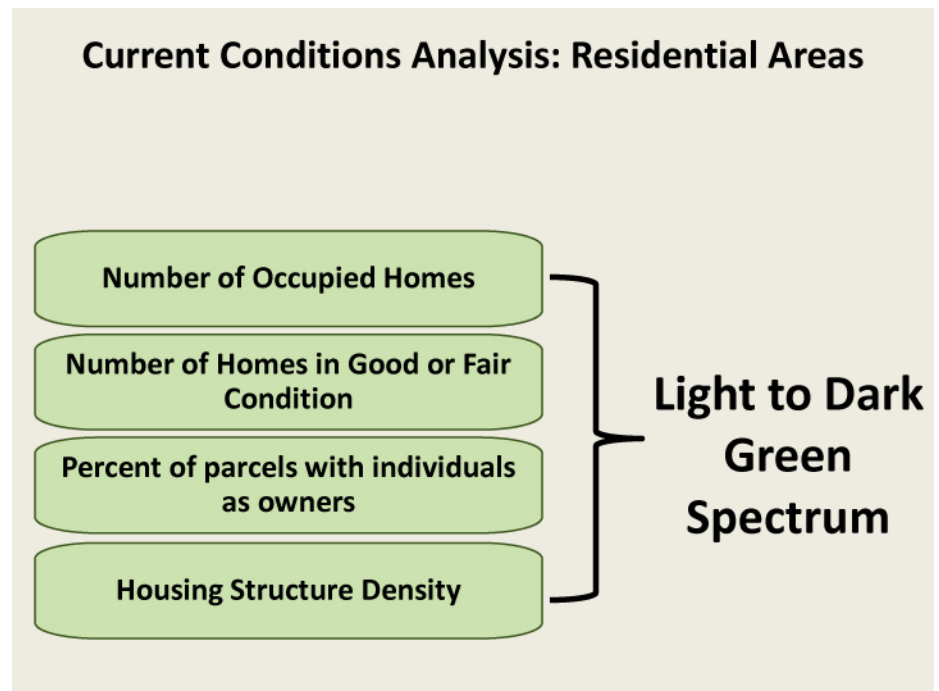 Current Conditions Analysis: Residential Areas
Number of Occupied Homes
Number of Homes in Good or Fair
Condition
Percent of parcels with individuals
as owners
Housing Structure Density
Light to Dark
Green
Spectrum